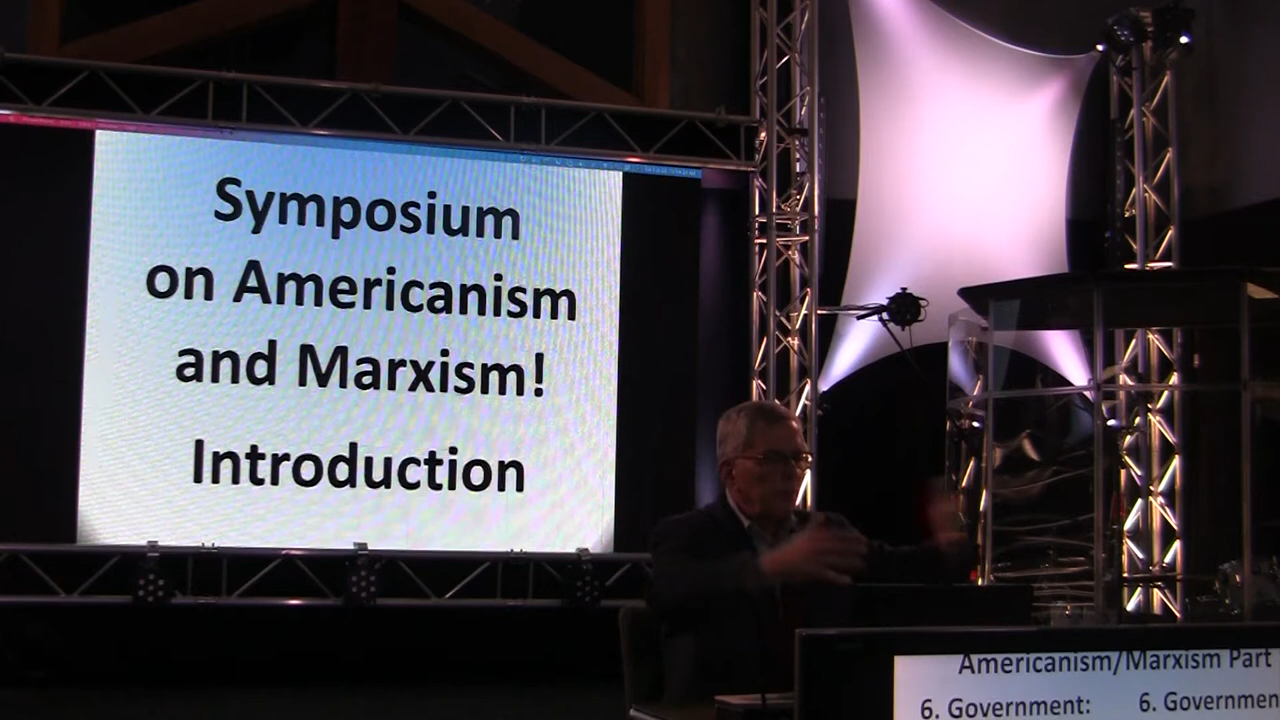 Symposium
on Americanism
and Marxism!
Introduction
Americanism/Marxism Part
6. Government: 6. Governmen